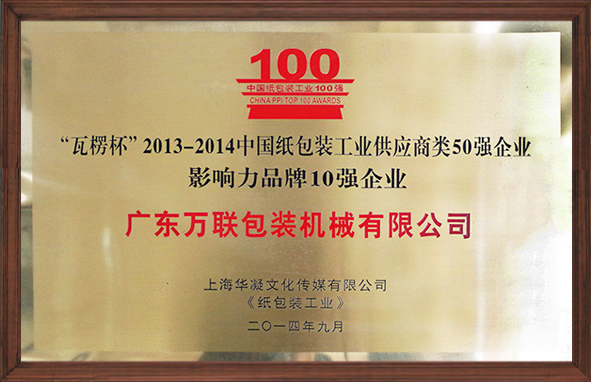 100
中国纸包装工业100强
CHINA PPI TOP 100 AWARDS
“瓦楞杯”2013-2014中国纸包装工业供应商类50强企业
影响力品牌10强企业
广东万联包装机械有限公司
上海华凝文化传媒有限公司
《纸包装工业》
二〇一四年九月